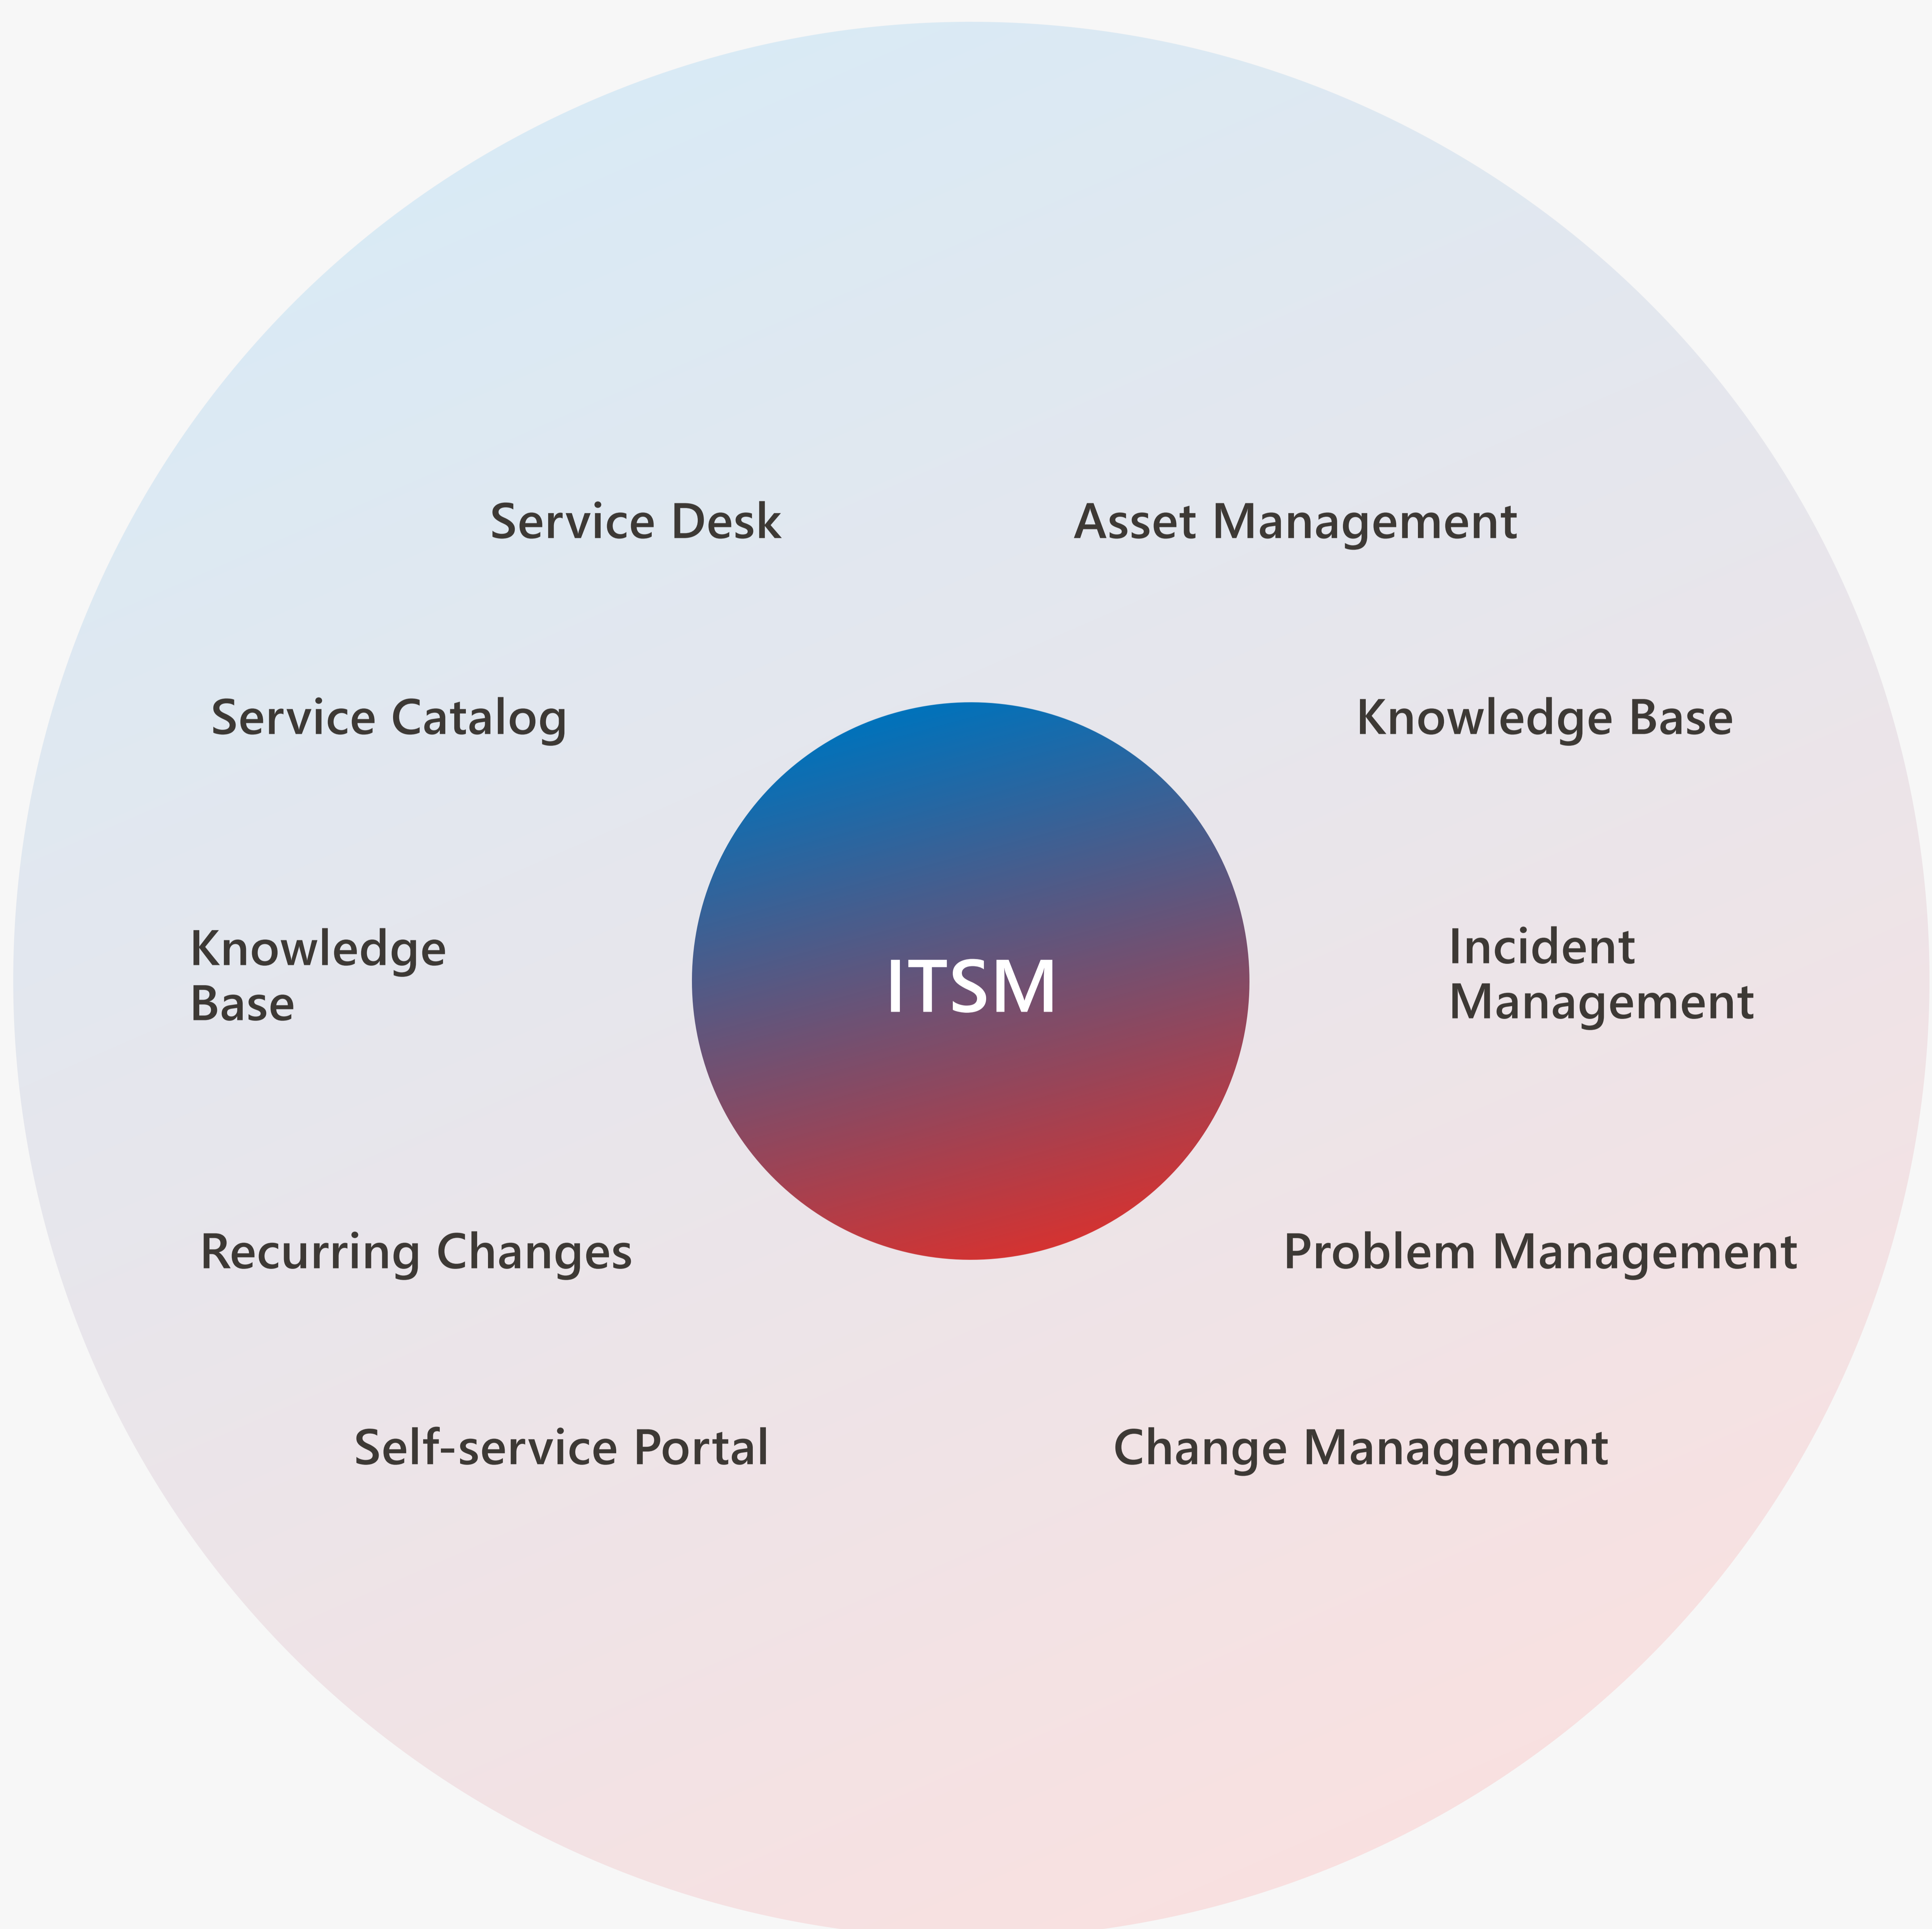 Service Desk
Asset Management
Service Catalog
Knowledge Base
Knowledge
Base
ITSM
Incident
Management
Recurring Changes
Problem Management
Self-service Portal
Change Management